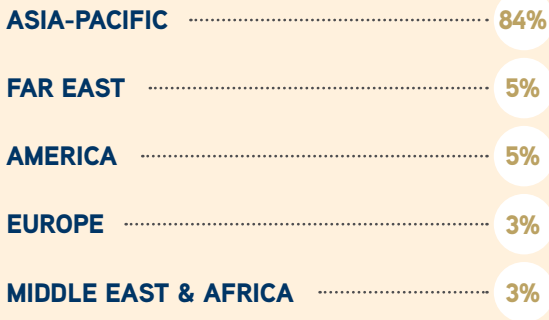 ASIA-PACIFIC 84%
FAR EAST 5%
AMERICA 5%
EUROPE 3%
MIDDLE EAST & AFRICA 3%